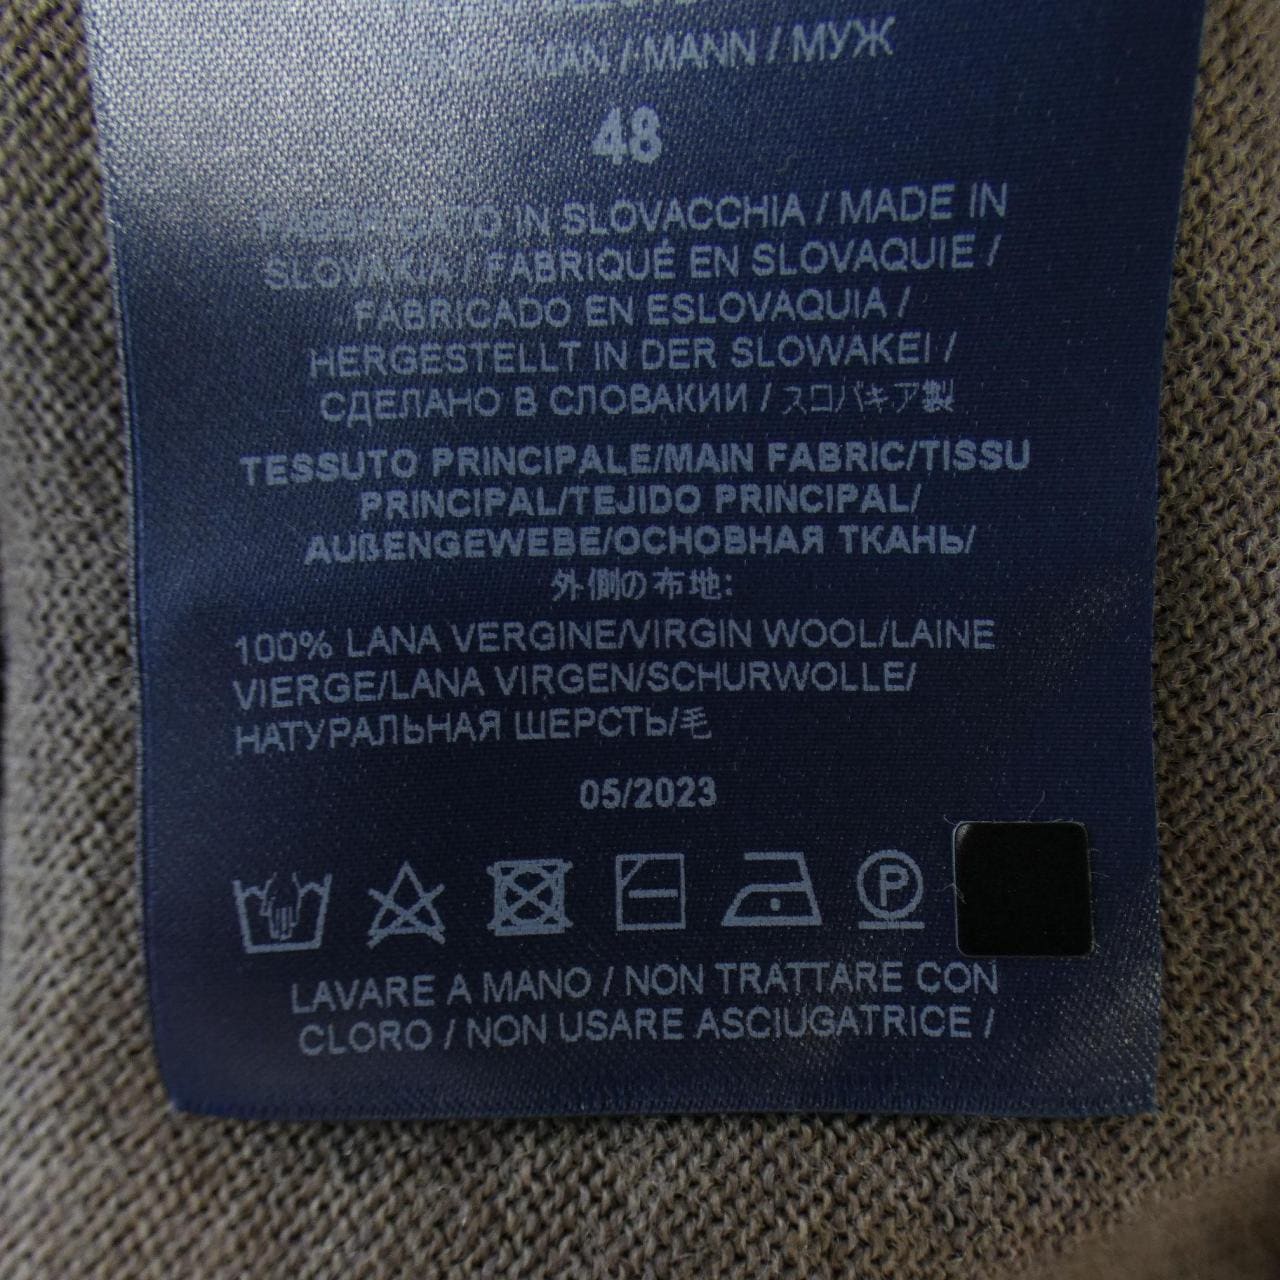 MAN / MANN / МУЖ
48
FABBRICATO IN SLOVACCHIA / MADE IN
SLOVAKIA / FABRIQUÉ EN SLOVAQUIE /
FABRICADO EN ESLOVAQUIA /
HERGESTELLT IN DER SLOWAKEI /
СДЕЛАНО В СЛОВАКИИ / スロバキア製
TESSUTO PRINCIPALE/MAIN FABRIC/TISSU
PRINCIPAL/TEJIDO PRINCIPAL/
AUßENGEWEBE/ОСНОВНАЯ ТКАНЬ/
外側の布地:
100% LANA VERGINE/VIRGIN WOOL/LAINE
VIERGE/LANA VIRGEN/SCHURWOLLE/
НАТУРАЛЬНАЯ ШЕРСТЬ/毛
05/2023
P
LAVARE A MANO / NON TRATTARE CON
CLORO / NON USARE ASCIUGATRICE /